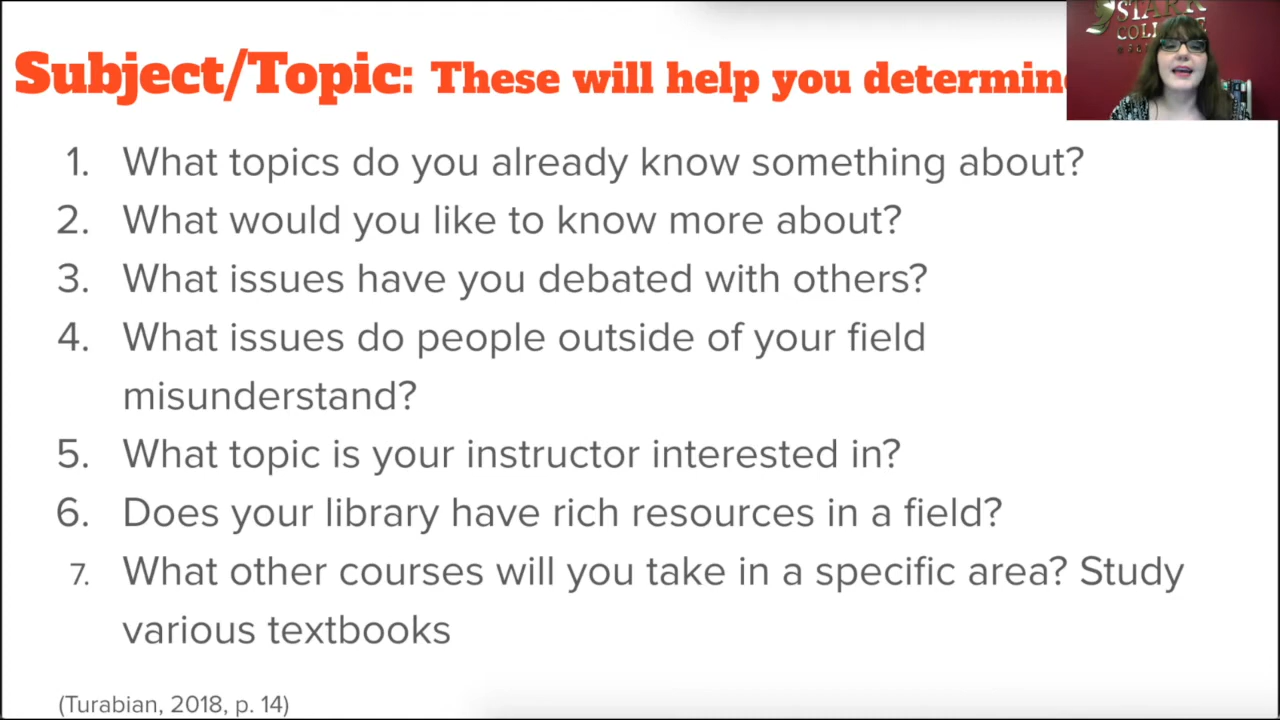 STARK
COLLEGE
Subject/Topic: These will help you determine
1. What topics do you already know something about?
2. What would you like to know more about?
3. What issues have you debated with others?
4. What issues do people outside of your field
misunderstand?
5. What topic is your instructor interested in?
6. Does your library have rich resources in a field?
7. What other courses will you take in a specific area? Study
various textbooks
(Turabian, 2018, p. 14)